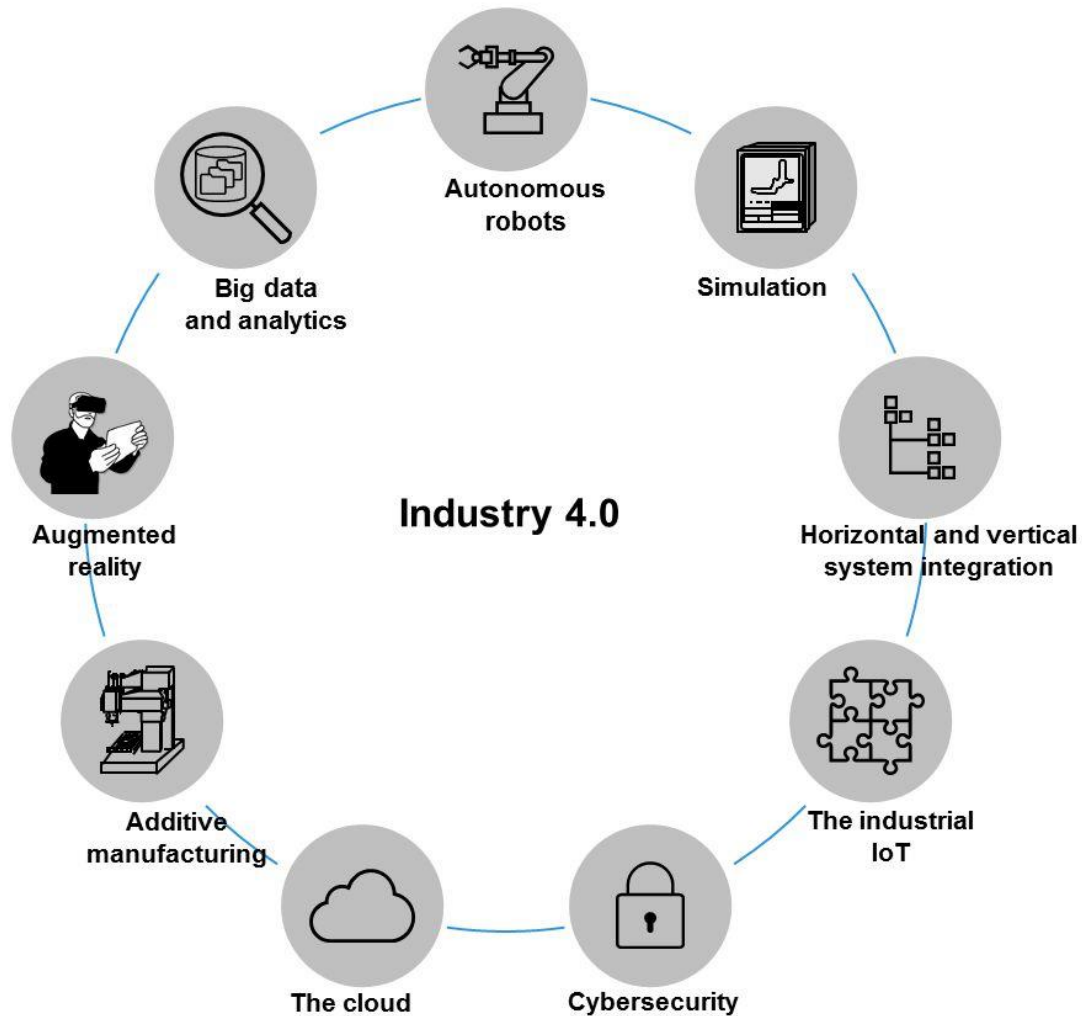 Autonomous
robots
Simulation
Horizontal and vertical
system integration
The industrial
IoT
Cybersecurity
The cloud
Additive
manufacturing
Augmented
reality
Big data
and analytics
Industry 4.0